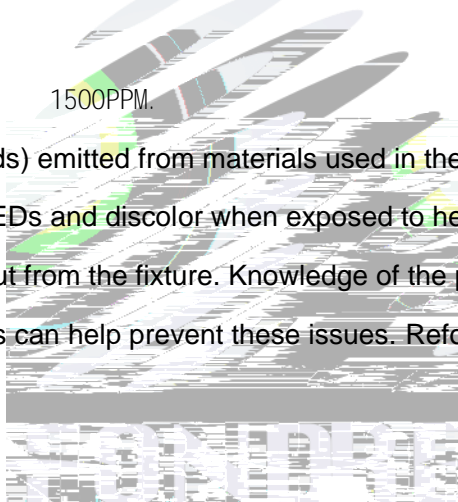 1500PPM.
ds) emitted from materials used in the
EDs and discolor when exposed to he
ut from the fixture. Knowledge of the p
s can help prevent these issues. Refo